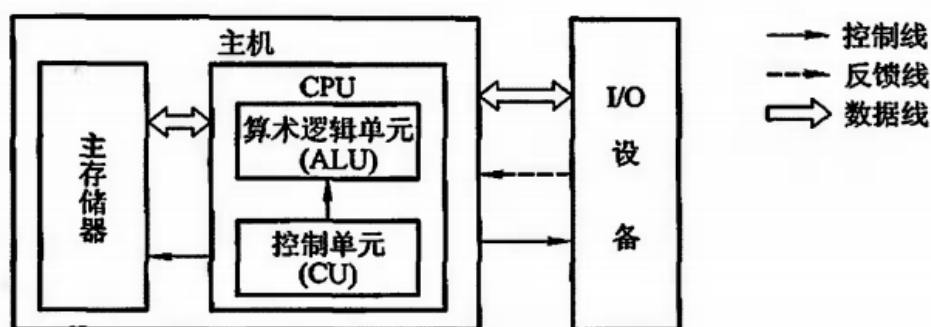 主机
CPU
算术逻辑单元
(ALU)
控制单元
(CU)
主存储器
I/O
设
备
控制线
反馈线
数据线